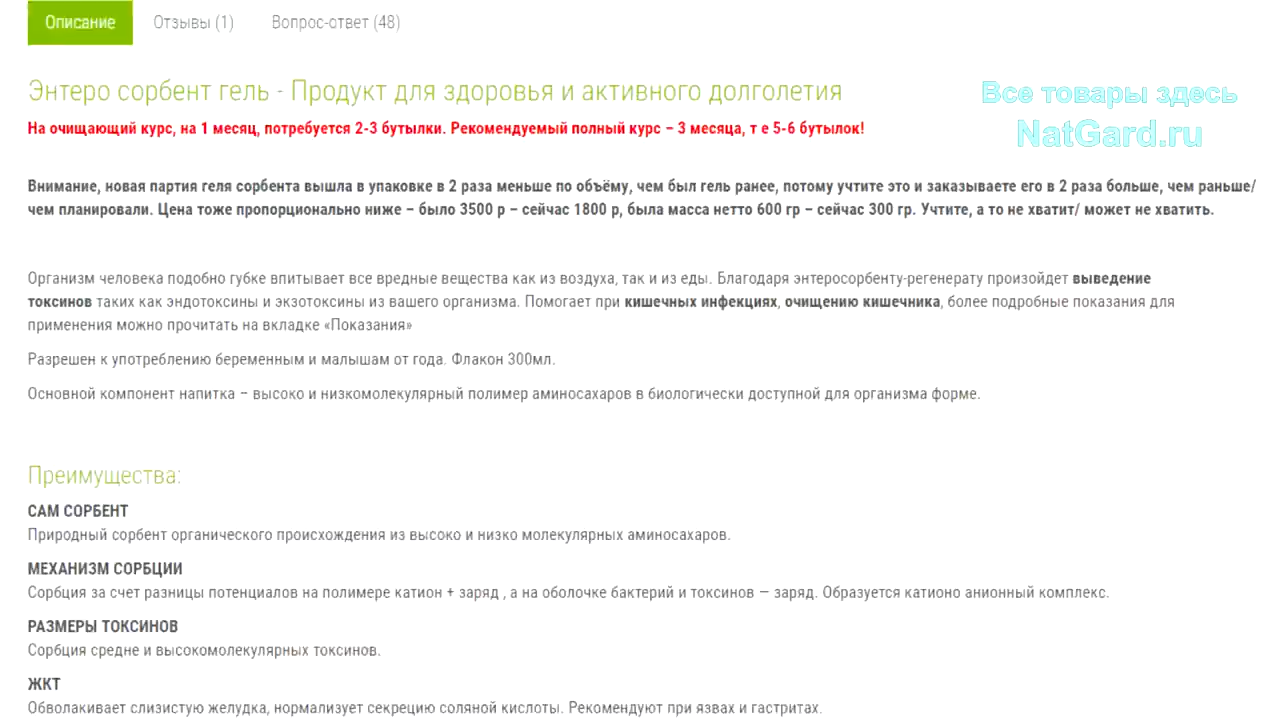 Описание
Отзывы (1)
Вопрос-ответ (48)
Энтеро сорбент гель - Продукт для здоровья и активного долголетия
Все товары здесь
NatGard.ru
На очищающий курс, на 1 месяц, потребуется 2-3 бутылки. Рекомендуемый полный курс – 3 месяца, т е 5-6 бутылок!
Внимание, новая партия геля сорбента вышла в упаковке в 2 раза меньше по объёму, чем был гель ранее, потому учтите это и заказываете его в 2 раза больше, чем раньше/
чем планировали. Цена тоже пропорционально ниже – было 3500 р – сейчас 1800 р, была масса нетто 600 гр – сейчас 300 гр. Учтите, а то не хватит/ может не хватить.
Организм человека подобно губке впитывает все вредные вещества как из воздуха, так и из еды. Благодаря энтеросорбенту-регенерату произойдет выведение
токсинов таких как эндотоксины и экзотоксины из вашего организма. Помогает при кишечных инфекциях, очищению кишечника, более подробные показания для
применения можно прочитать на вкладке «Показания»
Разрешен к употреблению беременным и малышам от года. Флакон 300мл.
Основной компонент напитка – высоко и низкомолекулярный полимер аминосахаров в биологически доступной для организма форме.
Преимущества:
САМ СОРБЕНТ
Природный сорбент органического происхождения из высоко и низко молекулярных аминосахаров.
МЕХАНИЗМ СОРБЦИИ
Сорбция за счет разницы потенциалов на полимере катион + заряд , а на оболочке бактерий и токсинов — заряд. Образуется катионо анионный комплекс.
РАЗМЕРЫ ТОКСИНОВ
Сорбция средне и высокомолекулярных токсинов.
ЖКТ
Обволакивает слизистую желудка, нормализует секрецию соляной кислоты. Рекомендуют при язвах и гастритах.